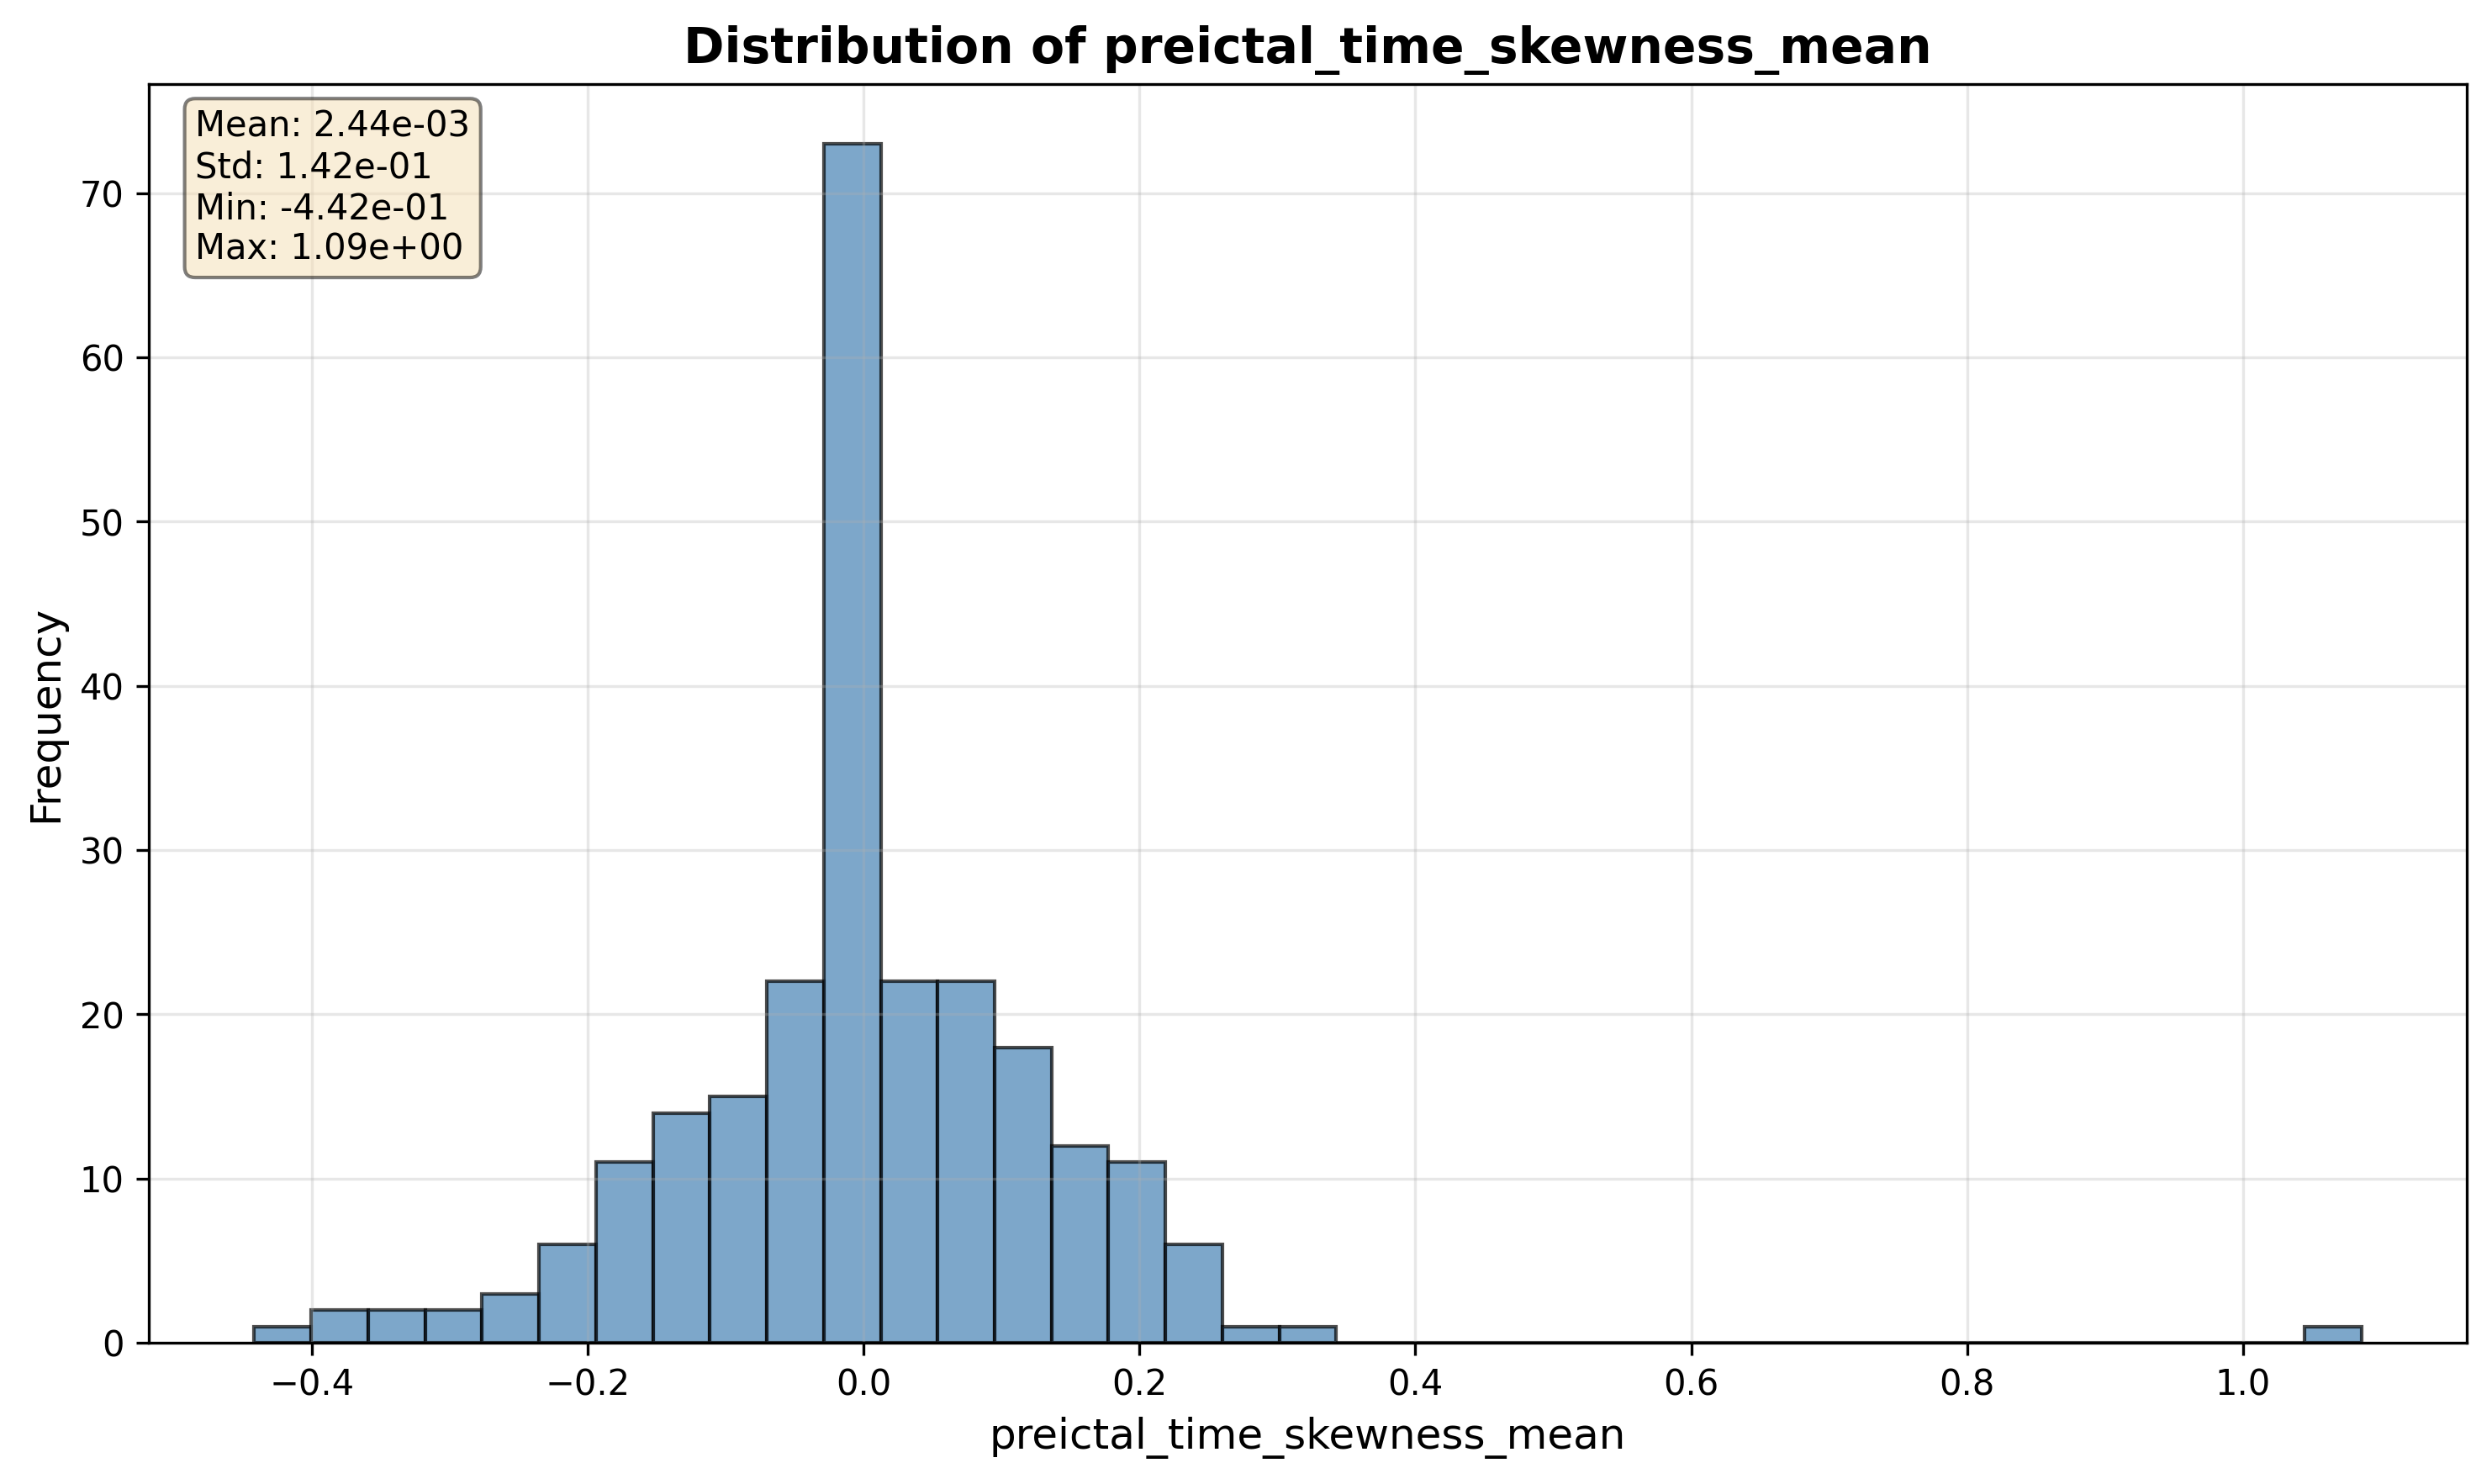 Distribution of preictal_time_skewness_mean
Mean: 2.44e-03
Std: 1.42e-01
Min: -4.42e-01
Max: 1.09e+00
Frequency
70
60
50
40
30
20
10
0
−0.4 −0.2 0.0 0.2 0.4 0.6 0.8 1.0
preictal_time_skewness_mean